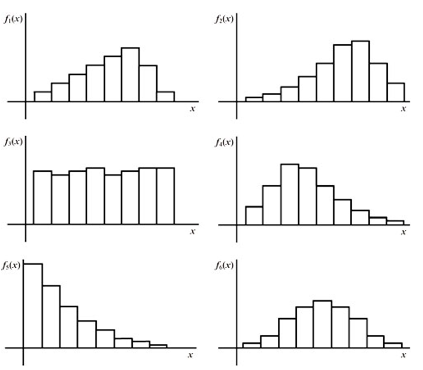 f₁(x)
x
f₂(x)
x
f₃(x)
x
f₄(x)
x
f₅(x)
x
f₆(x)
x